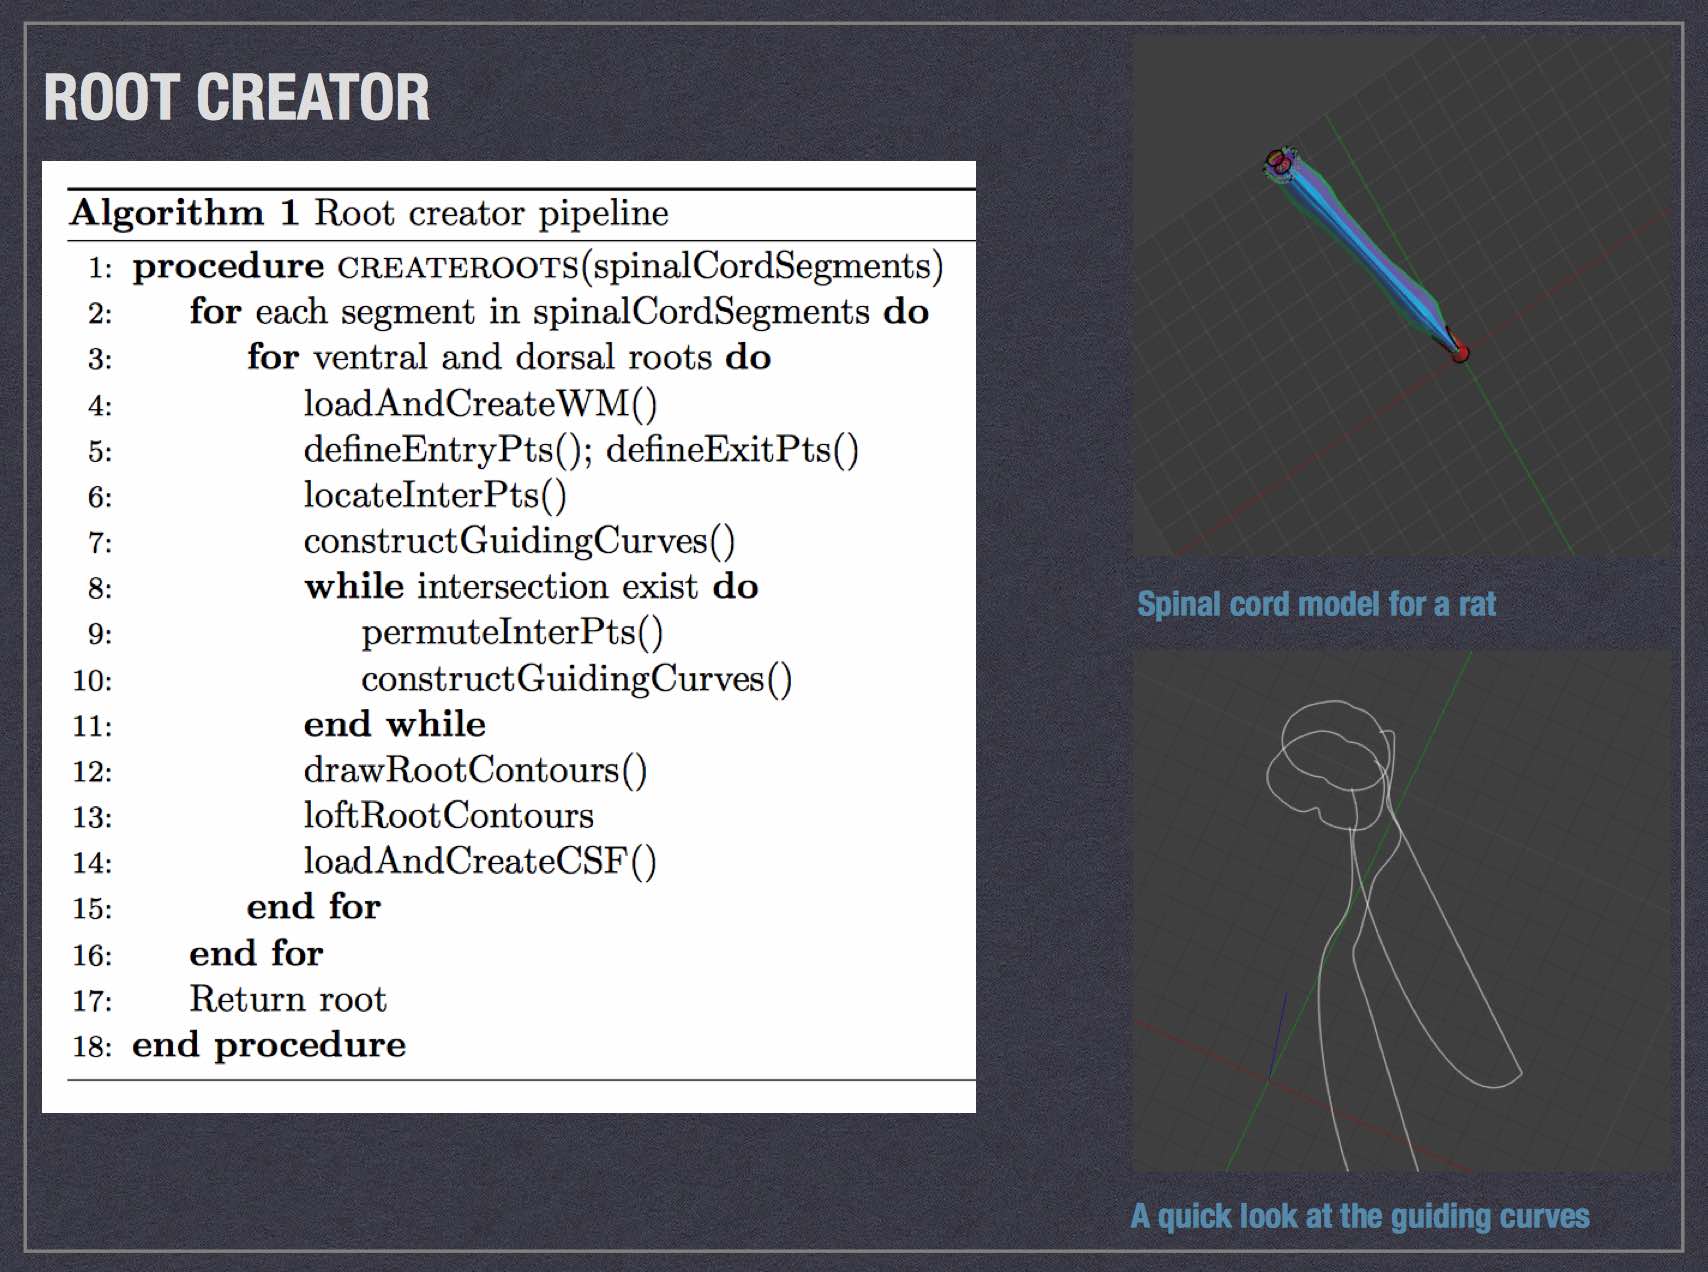 ROOT CREATOR
Algorithm 1 Root creator pipeline
1: procedure CREATEROOTS(spinalCordSegments)
2: for each segment in spinalCordSegments do
3: for ventral and dorsal roots do
4: loadAndCreateWM()
5: defineEntryPts(); defineExitPts()
6: locateInterPts()
7: constructGuidingCurves()
8: while intersection exist do
9: permuteInterPts()
10: constructGuidingCurves()
11: end while
12: drawRootContours()
13: loftRootContours
14: loadAndCreateCSF()
15: end for
16: end for
17: Return root
18: end procedure
Spinal cord model for a rat
A quick look at the guiding curves